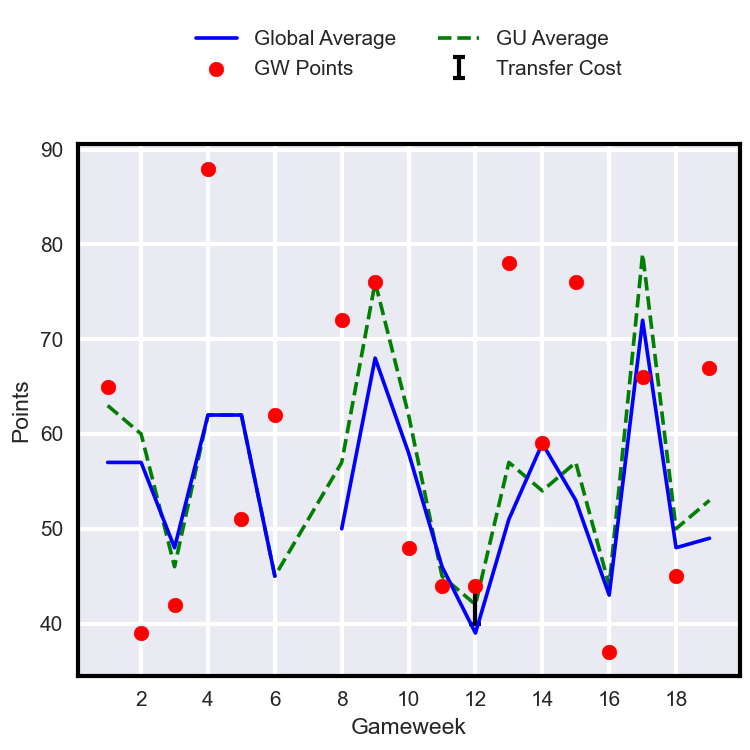 Global Average
GU Average
GW Points
Transfer Cost
90
80
70
60
50
40
Points
2 4 6 8 10 12 14 16 18
Gameweek